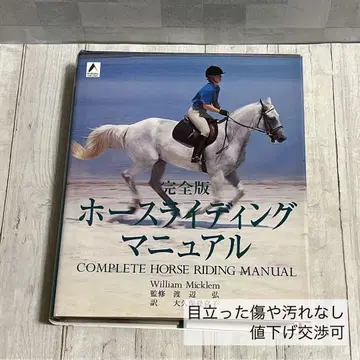 完全版
ホースライディング
マニュアル
COMPLETE HORSE RIDING MANUAL
William Micklem
監修 渡辺 弘
訳 大
目立った傷や汚れなし
値下げ交渉可